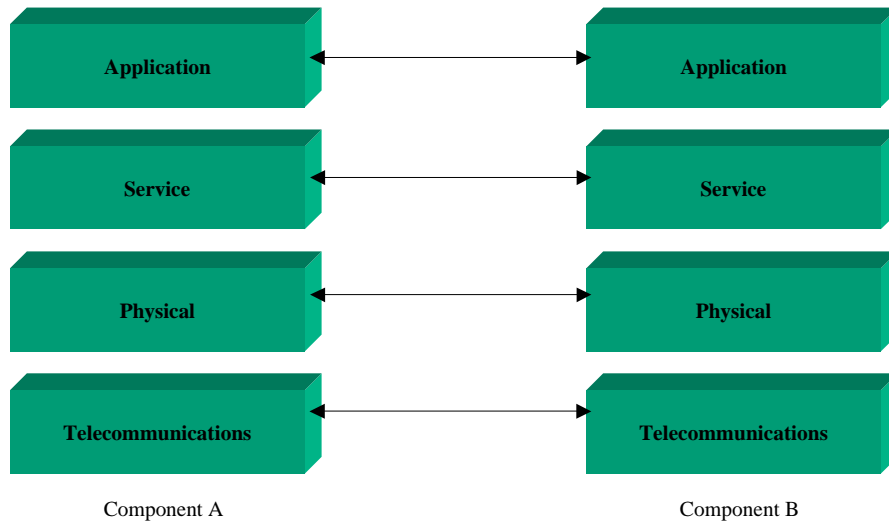 Application
Application
Service
Service
Physical
Physical
Telecommunications
Telecommunications
Component A
Component B